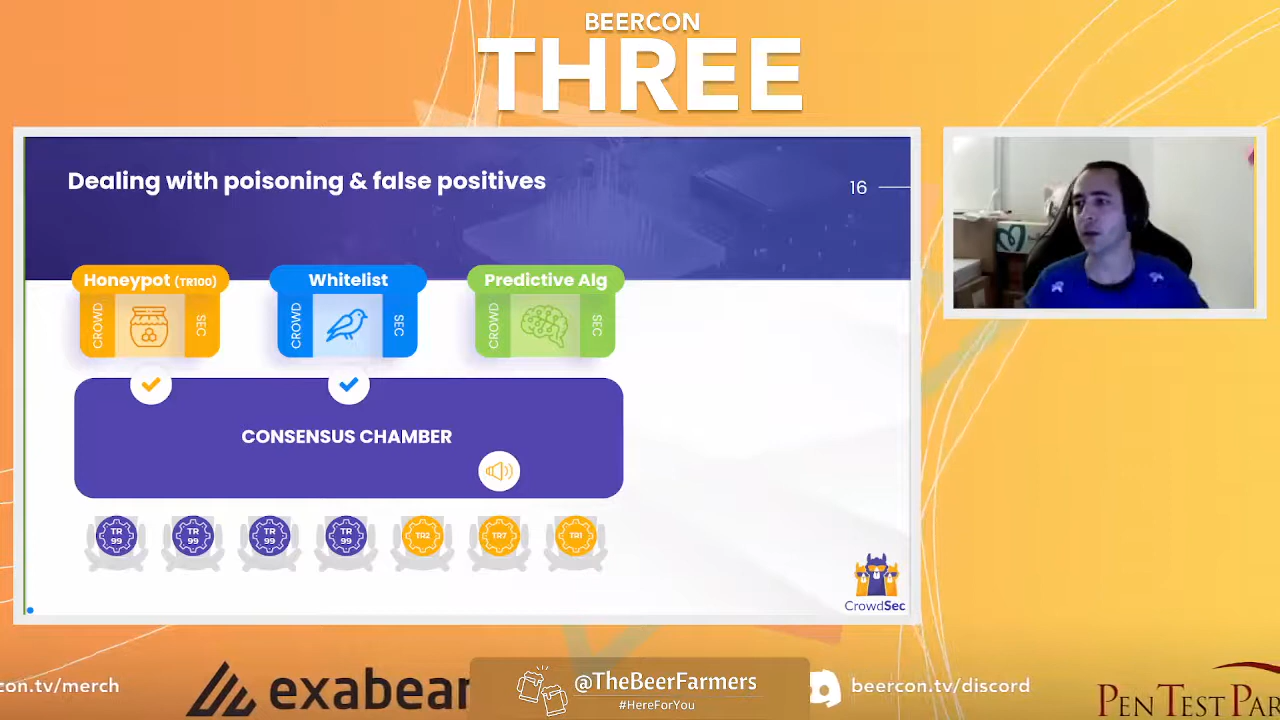 BEERCON
THREE
Dealing with poisoning & false positives
16
Honeypot (TR100)
Whitelist
Predictive Alg
CROWD
SEC
CROWD
SEC
CROWD
SEC
CONSENSUS CHAMBER
TR
99
TR
99
TR
99
TR
99
TR2
TR7
TR1
CrowdSec
con.tv/merch
exabear
@TheBeerFarmers
#HereForYou
beercon.tv/discord
PEN TEST PAR